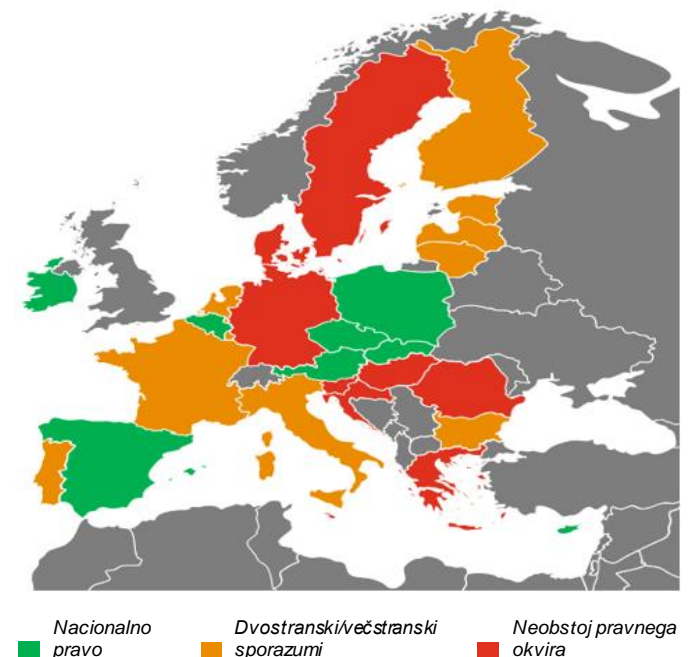 Nacionalno
pravo
Dvostranski/večstranski
sporazumi
Neobstoj pravnega
okvira